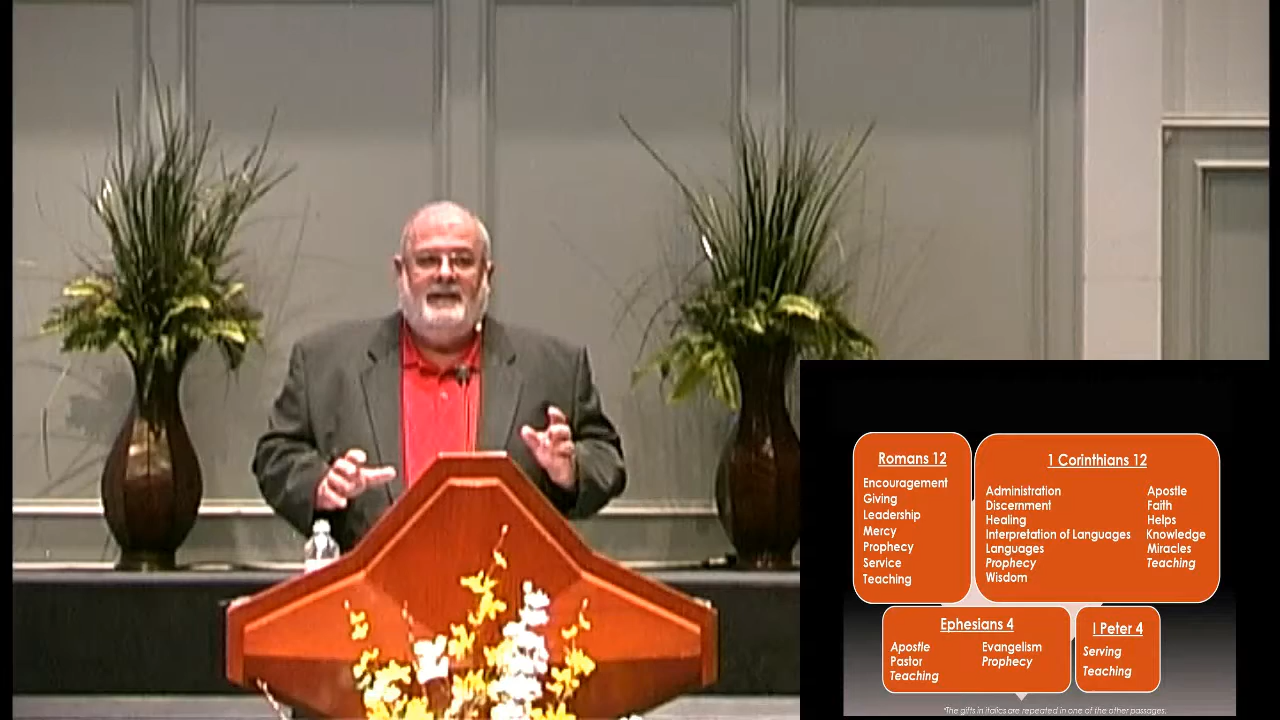 Romans 12
Encouragement
Giving
Leadership
Mercy
Prophecy
Service
Teaching
1 Corinthians 12
Administration
Discernment
Healing
Interpretation of Languages
Languages
Prophecy
Wisdom
Apostle
Faith
Helps
Knowledge
Miracles
Teaching
Ephesians 4
Apostle
Pastor
Teaching
Evangelism
Prophecy
I Peter 4
Serving
Teaching
*The gifts in italics are repeated in one of the other passages.